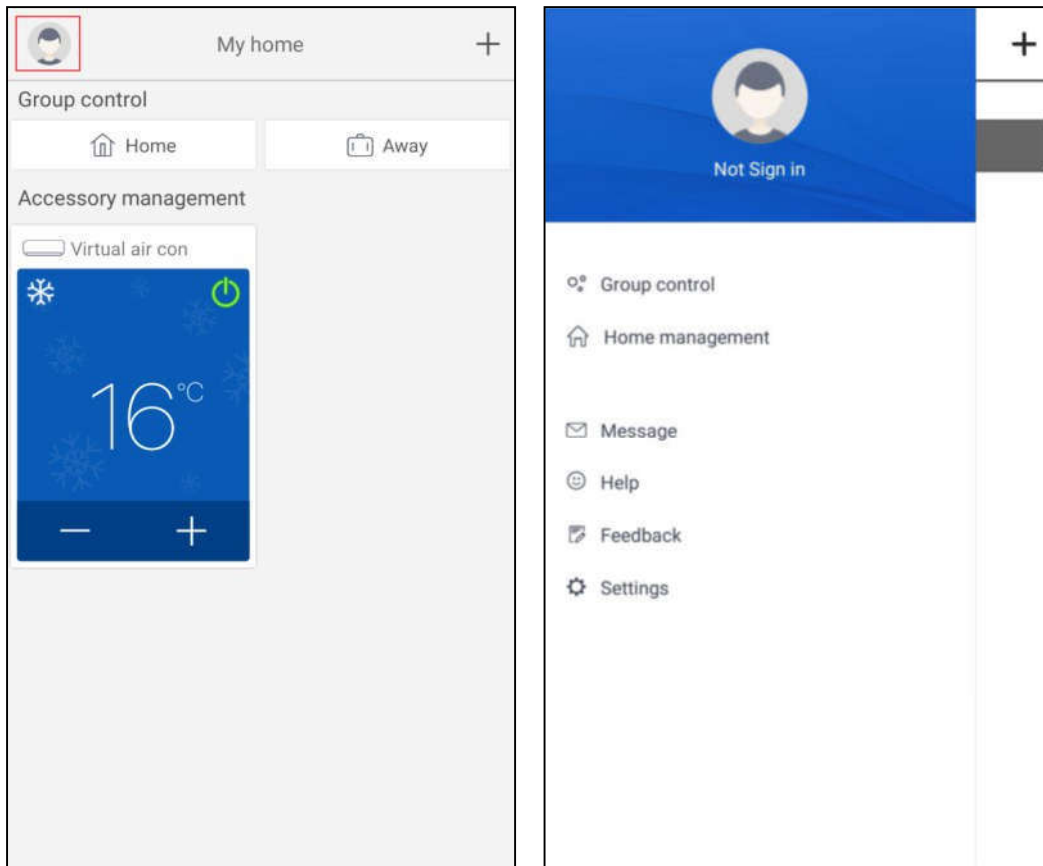 My home
Group control
Home
Away
Accessory management
Virtual air con
16°C
Not Sign in
Group control
Home management
Message
Help
Feedback
Settings